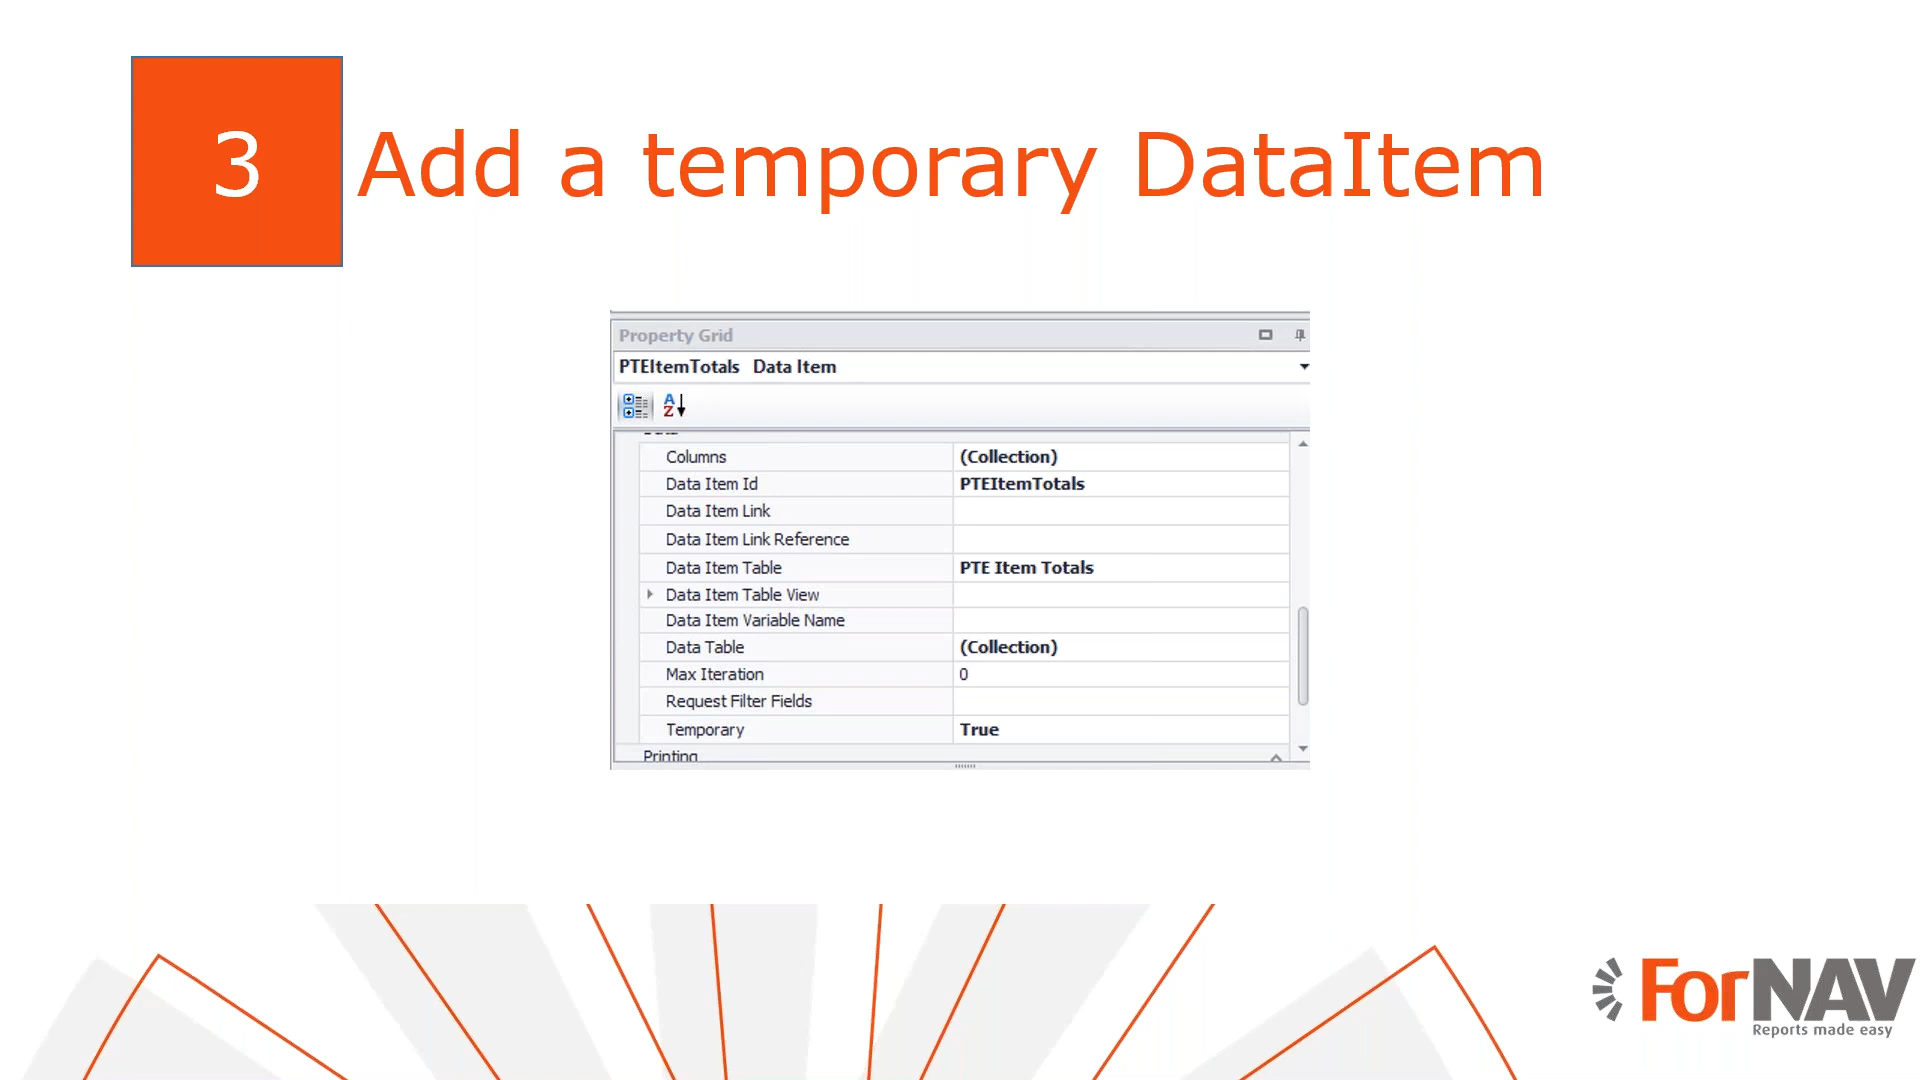 3 Add a temporary DataItem
Property Grid
PTEItemTotals Data Item
Columns (Collection)
Data Item Id PTEItemTotals
Data Item Link
Data Item Link Reference
Data Item Table PTE Item Totals
Data Item Table View
Data Item Variable Name
Data Table (Collection)
Max Iteration 0
Request Filter Fields
Temporary True
Printing
ForNAV
Reports made easy